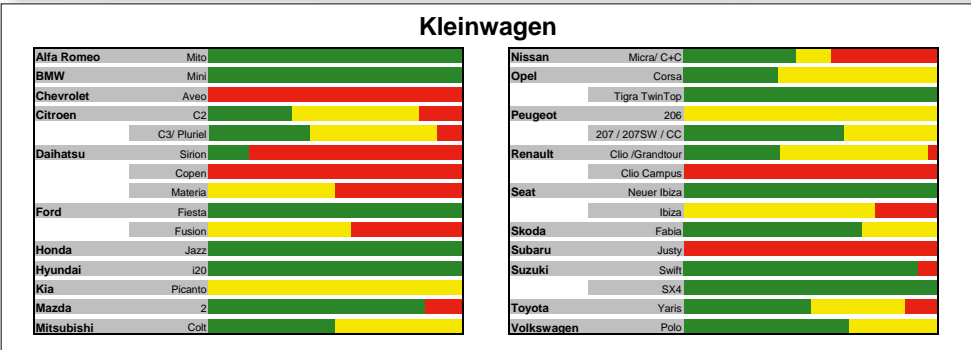 Kleinwagen
Alfa Romeo Mito
BMW Mini
Chevrolet Aveo
Citroen C2
C3/ Pluriel
Daihatsu Sirion
Copen
Materia
Ford Fiesta
Fusion
Honda Jazz
Hyundai i20
Kia Picanto
Mazda 2
Mitsubishi Colt
Nissan Micra/ C+C
Opel Corsa
Tigra TwinTop
Peugeot 206
207 / 207SW / CC
Renault Clio /Grandtour
Clio Campus
Seat Neuer Ibiza
Ibiza
Skoda Fabia
Subaru Justy
Suzuki Swift
SX4
Toyota Yaris
Volkswagen Polo